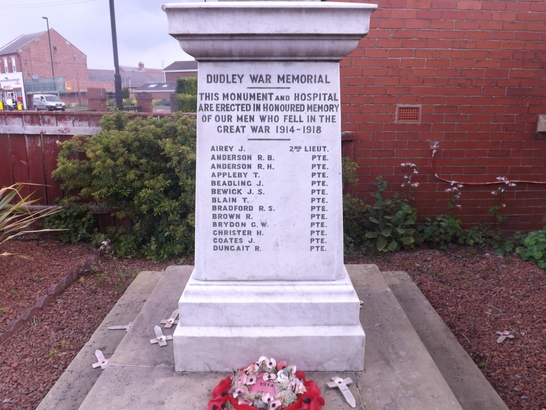 DUDLEY WAR MEMORIAL
THIS MONUMENT AND HOSPITAL
ARE ERECTED IN HONOURED MEMORY
OF OUR MEN WHO FELL IN THE
GREAT WAR 1914-1918
AIREY J. 2ND LIEUT.
ANDERSON R. B. PTE.
ANDERSON R. H. PTE.
APPLEBY T. PTE.
BEADLING J. PTE.
BEWICK J. S. PTE.
BLAIN T. PTE.
BRADFORD R. S. PTE.
BROWN R. PTE.
BRYDON G. W. PTE.
CHRISTER H. PTE.
COATES J. PTE.
DUNGAIT R. PTE.